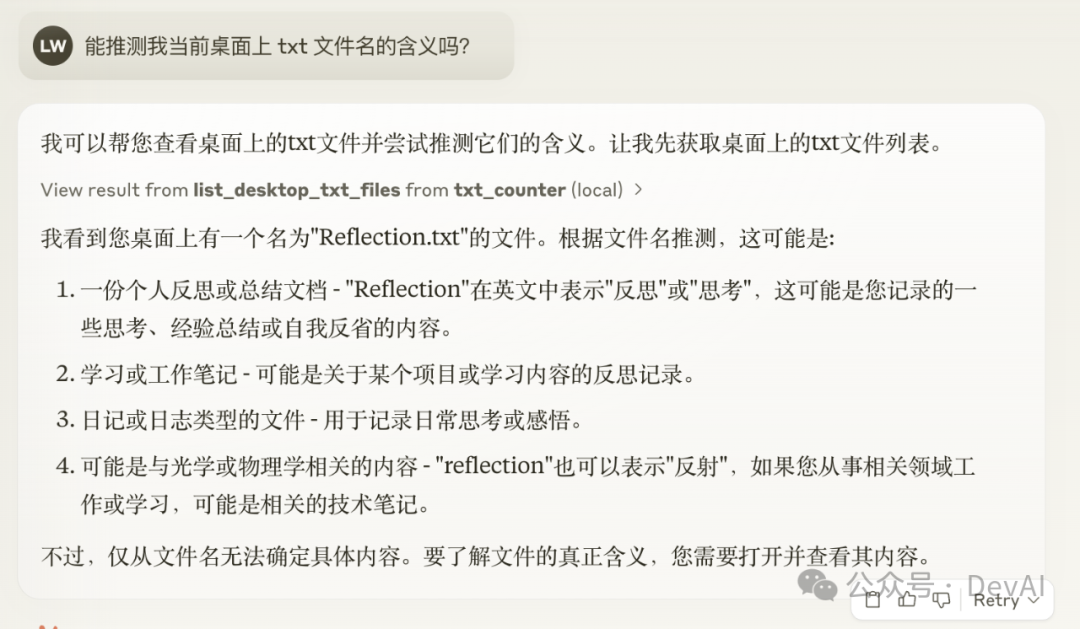 LW 能推测我当前桌面上 txt 文件名的含义吗?
我可以帮您查看桌面上的txt文件并尝试推测它们的含义。让我先获取桌面上的txt文件列表。
View result from list_desktop_txt_files from txt_counter (local) >
我看到您桌面上有一个名为"Reflection.txt"的文件。根据文件名推测，这可能是:
1. 一份个人反思或总结文档 - "Reflection"在英文中表示"反思"或"思考"，这可能是您记录的一
些思考、经验总结或自我反省的内容。
2. 学习或工作笔记 - 可能是关于某个项目或学习内容的反思记录。
3. 日记或日志类型的文件 - 用于记录日常思考或感悟。
4. 可能是与光学或物理学相关的内容 - "reflection"也可以表示"反射"，如果您从事相关领域工
作或学习，可能是相关的技术笔记。
不过，仅从文件名无法确定具体内容。要了解文件的真正含义，您需要打开并查看其内容。
公众号 · DevAI
Retry